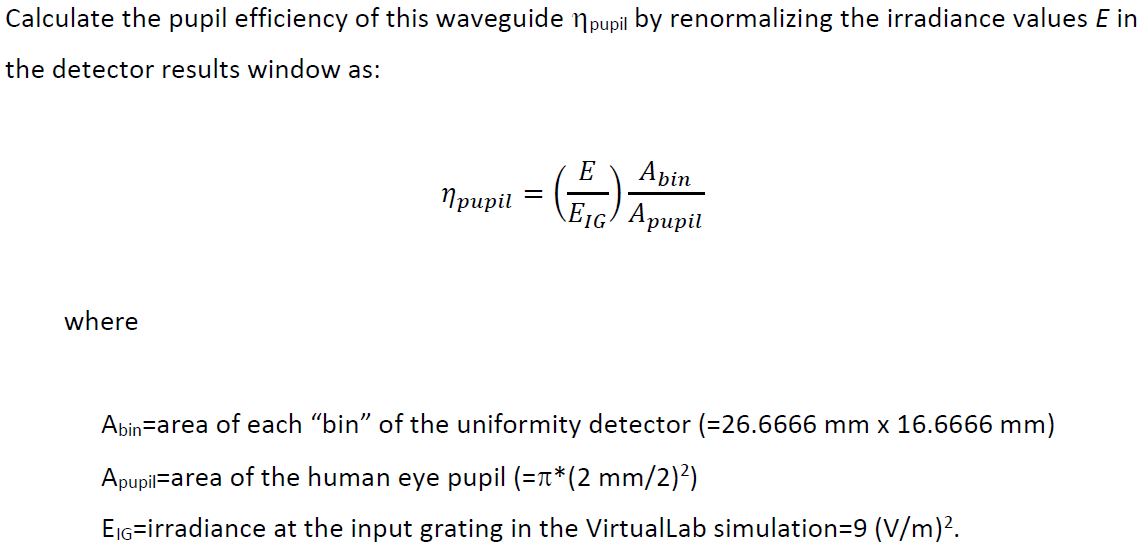 Calculate the pupil efficiency of this waveguide ηpupil by renormalizing the irradiance values E in
the detector results window as:
ηpupil = (E/EIG) Abin/Apupil
where
Abin=area of each “bin” of the uniformity detector (=26.6666 mm x 16.6666 mm)
Apupil=area of the human eye pupil (=π*(2 mm/2)²)
EIG=irradiance at the input grating in the VirtualLab simulation=9 (V/m)².